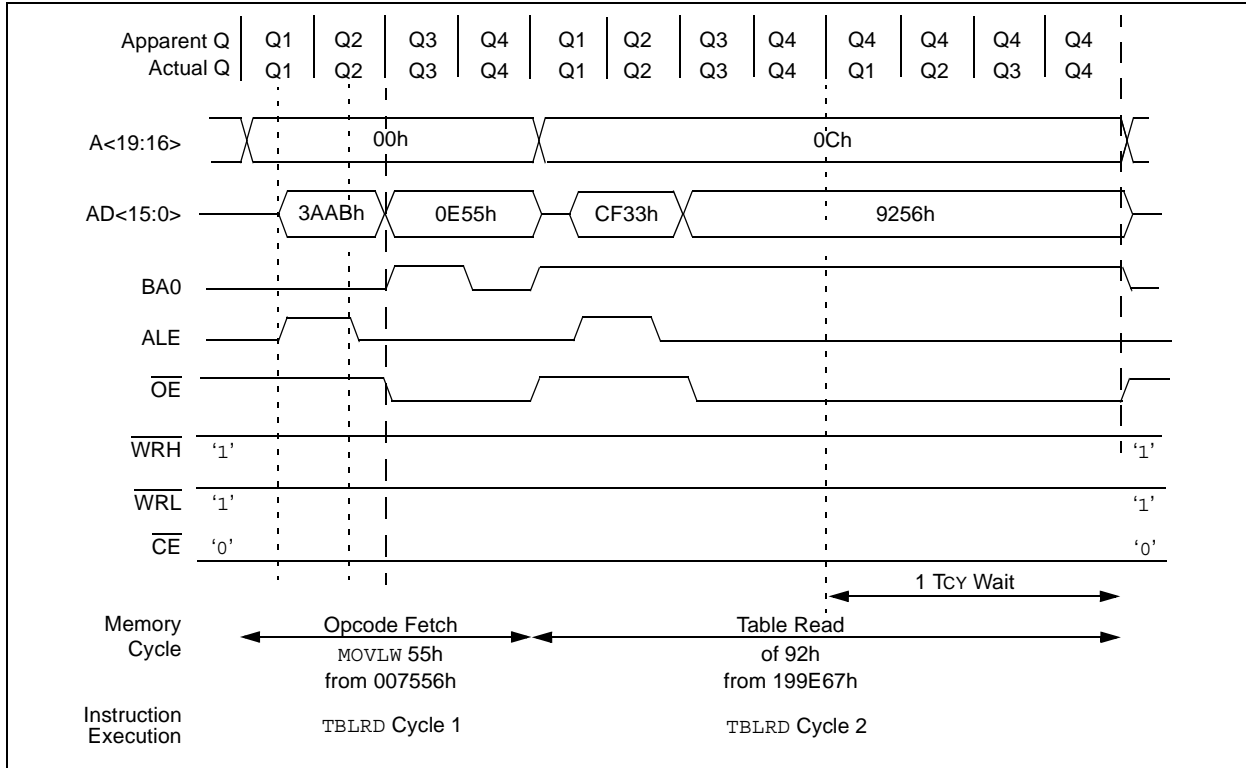 Apparent Q Q1 Q2 Q3 Q4 Q1 Q2 Q3 Q4 Q4 Q4 Q4 Q4
Actual Q Q1 Q2 Q3 Q4 Q1 Q2 Q3 Q4 Q1 Q2 Q3 Q4
A<19:16> 00h 0Ch
AD<15:0> 3AABh 0E55h CF33h 9256h
BA0
ALE
OE
WRH '1' '1'
WRL '1' '1'
CE '0' '0'
1 TCY Wait
Memory Cycle
Opcode Fetch
MOVLW 55h
from 007556h
Table Read
of 92h
from 199E67h
Instruction Execution
TBLRD Cycle 1
TBLRD Cycle 2